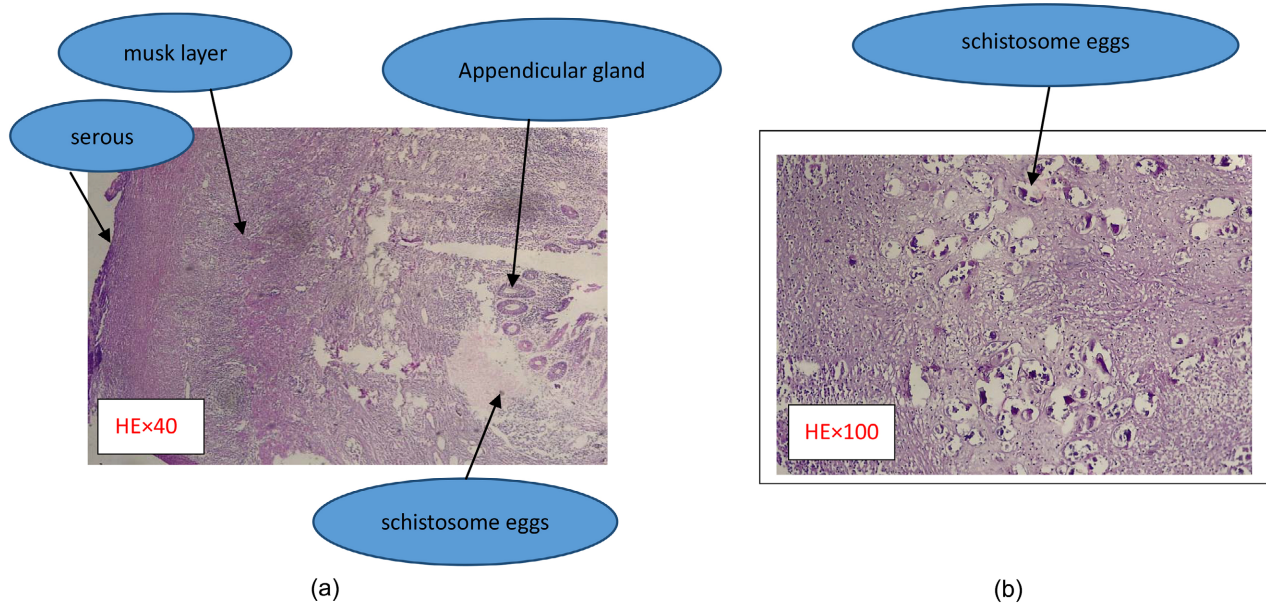 musk layer
Appendicular gland
serous
HE×40
schistosome eggs
(a)
schistosome eggs
HE×100
(b)